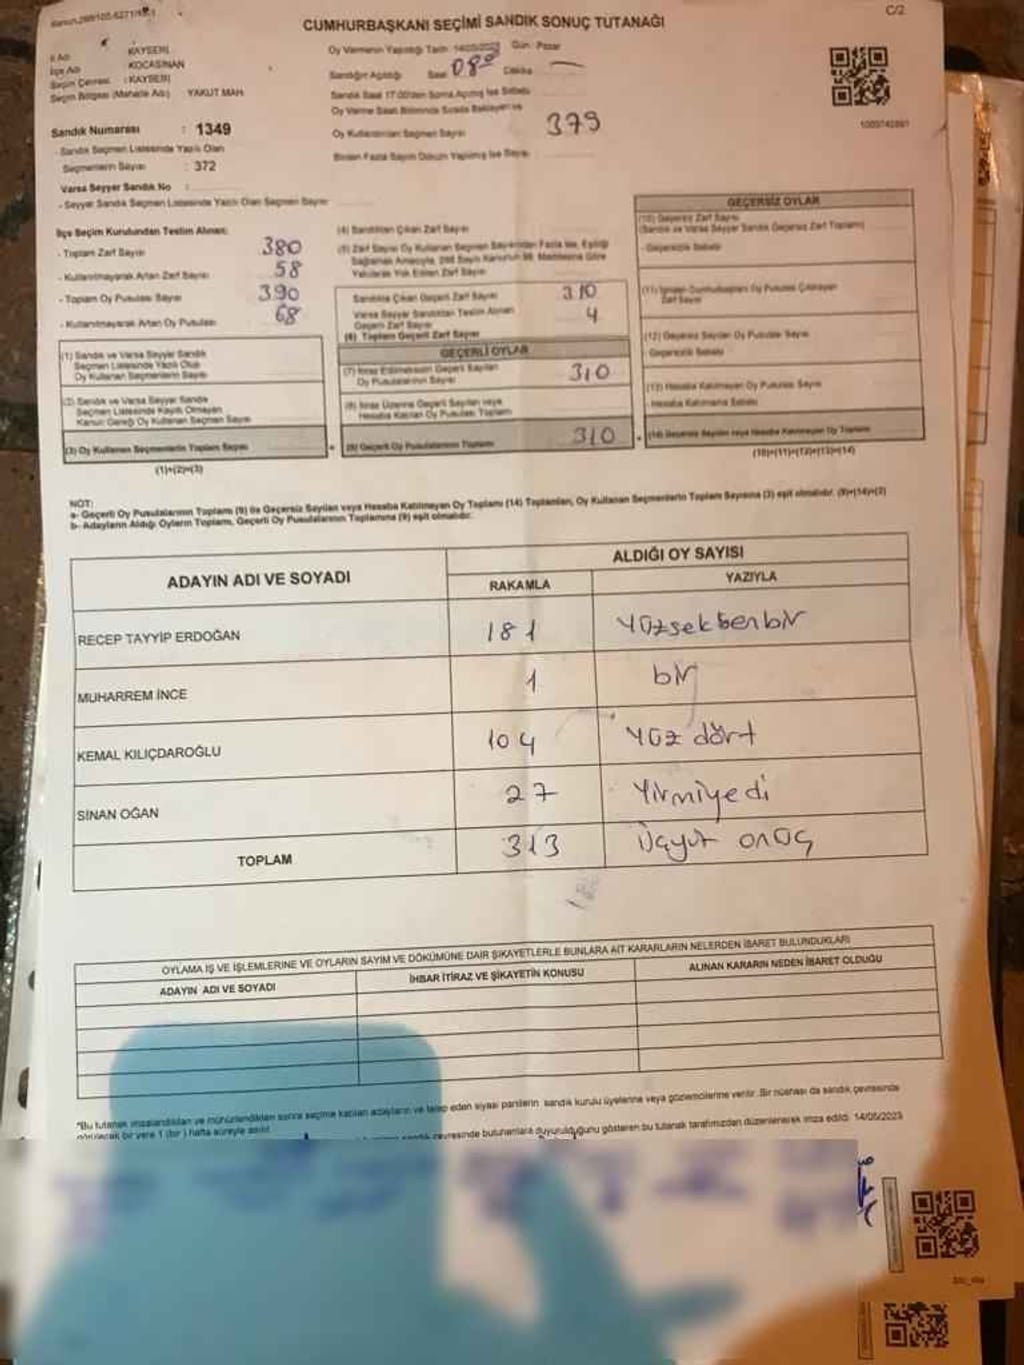 CUMHURBAŞKANI SEÇİMİ SANDIK SONUÇ TUTANAĞI
C/2
İl Adı : KAYSERİ
İlçe Adı : KOCASİNAN
Seçim Çevresi : KAYSERİ
Seçim Bölgesi (Mahalle Adı) : YAKUT MAH.
Sandık Numarası : 1349
- Sandık Seçmen Listesinde Yazılı Olan
Seçmenlerin Sayısı : 372
Varsa Seyyar Sandık No :
- Seyyar Sandık Seçmen Listesinde Yazılı Olan Seçmen Sayısı
Oy Vermenin Yapıldığı Tarih: 14/05/2023 Gün: Pazar
Sandığın Açıldığı Saat 08⁰⁰ Dakika
Sandık Saat 17:00'den Sonra Açılmış İse Sebebi
Oy Verme Saati Bitiminde Sırada Bekleyen ve
Oy Kullandırılan Seçmen Sayısı 379
Birden Fazla Sayım Döküm Yapılmış İse Sayısı
İlçe Seçim Kurulundan Teslim Alınan:
- Toplam Zarf Sayısı 380
- Kullanılmayarak Artan Zarf Sayısı 58
- Toplam Oy Pusulası Sayısı 390
- Kullanılmayarak Artan Oy Pusulası 68
(1) Sandık ve Varsa Seyyar Sandık
Seçmen Listesinde Yazılı Olup
Oy Kullanan Seçmenlerin Sayısı
(2) Sandık ve Varsa Seyyar Sandık
Seçmen Listesinde Kayıtlı Olmayan
Kanun Gereği Oy Kullanan Seçmen Sayısı
(3) Oy Kullanan Seçmenlerin Toplam Sayısı
(1)+(2)=(3)
(4) Sandıktan Çıkan Zarf Sayısı
(5) Zarf Sayısı Oy Kullanan Seçmen Sayısından Fazla İse, Eşitliği
Sağlamak Amacıyla, 298 Sayılı Kanunun 98. Maddesine Göre
Yakılarak Yok Edilen Zarf Sayısı
Sandıkta Çıkan Geçerli Zarf Sayısı 310
Varsa Seyyar Sandıktan Teslim Alınan
Geçerli Zarf Sayısı 4
(6) Toplam Geçerli Zarf Sayısı
GEÇERLİ OYLAR
(7) İtiraz Edilmeksizin Geçerli Sayılan
Oy Pusulalarının Sayısı 310
(8) İtiraz Üzerine Geçerli Sayılan veya
Hesaba Katılan Oy Pusulası Toplamı
(9) Geçerli Oy Pusulalarının Toplamı 310
GEÇERSİZ OYLAR
(10) Geçersiz Zarf Sayısı
(Sandık ve Varsa Seyyar Sandık Geçersiz Zarf Toplamı)
- Geçersizlik Sebebi
(12) Geçersiz Sayılan Oy Pusulası Sayısı
Geçersizlik Sebebi
(13) Hesaba Katılmayan Oy Pusulası Sayısı
- Hesaba Katılmama Sebebi
(14) Geçersiz Sayılan veya Hesaba Katılmayan Oy Toplamı
(10)+(11)+(12)+(13)=(14)
NOT:
a- Geçerli Oy Pusulalarının Toplamı (9) ile Geçersiz Sayılan veya Hesaba Katılmayan Oy Toplamı (14) Toplamları, Oy Kullanan Seçmenlerin Toplam Sayısına (3) eşit olmalıdır. (9)+(14)=(3)
b- Adayların Aldığı Oyların Toplamı, Geçerli Oy Pusulalarının Toplamına (9) eşit olmalıdır.
ADAYIN ADI VE SOYADI
ALDIĞI OY SAYISI
RAKAMLA YAZIYLA
RECEP TAYYİP ERDOĞAN 181 Yüzseksenbir
MUHARREM İNCE 1 bir
KEMAL KILIÇDAROĞLU 104 Yüz dört
SİNAN OĞAN 27 Yirmiyedi
TOPLAM 313 Üçyüz onüç
OYLAMA İŞ VE İŞLEMLERİNE VE OYLARIN SAYIM VE DÖKÜMÜNE DAİR ŞİKAYETLERLE BUNLARA AİT KARARLARIN NELERDEN İBARET BULUNDUKLARI
ADAYIN ADI VE SOYADI
İHBAR İTİRAZ VE ŞİKAYETİN KONUSU
ALINAN KARARIN NEDEN İBARET OLDUĞU
"Bu tutanak imzalandıktan ve mühürlendikten sonra seçime katılan adayların ve talep eden siyasi partilerin sandık kurulu üyelerine veya gözlemcilerine verilir. Bir nüshası da sandık çevresinde
görülecek bir yere 1 (bir) hafta süreyle asılır.
sandık çevresinde bulunanlara duyurulduğunu gösteren bu tutanak tarafımızdan düzenlenerek imza edildi. 14/05/2023